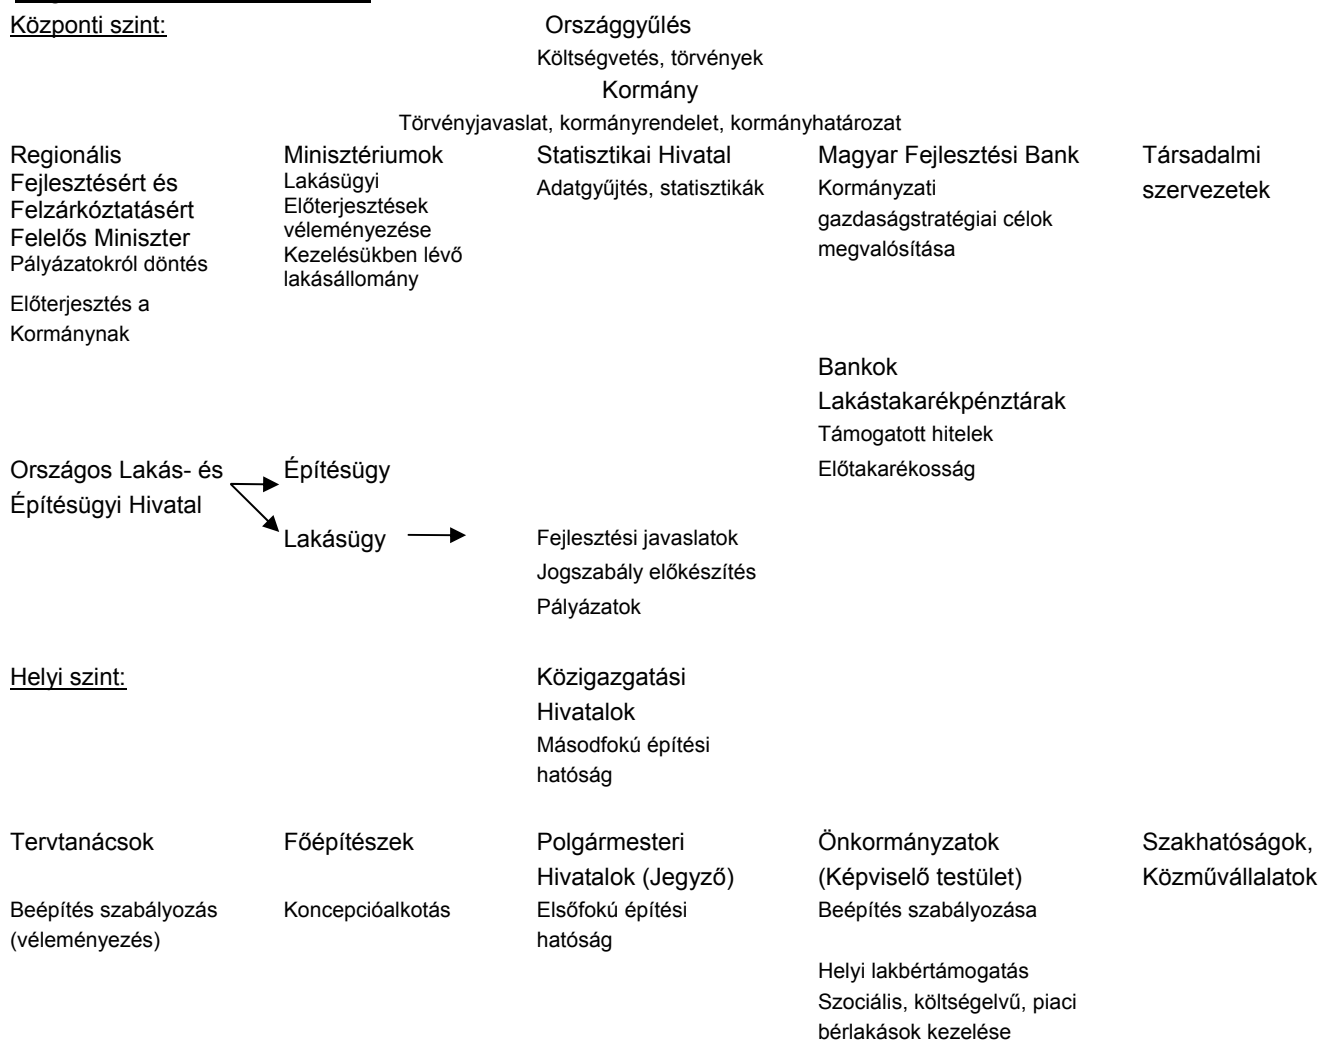 Központi szint:
Országgyűlés
Költségvetés, törvények
Kormány
Törvényjavaslat, kormányrendelet, kormányhatározat
Regionális
Fejlesztésért és
Felzárkóztatásért
Felelős Miniszter
Pályázatokról döntés
Előterjesztés a
Kormánynak
Minisztériumok
Lakásügyi
Előterjesztések
véleményezése
Kezelésükben lévő
lakásállomány
Statisztikai Hivatal
Adatgyűjtés, statisztikák
Magyar Fejlesztési Bank
Kormányzati
gazdaságstratégiai célok
megvalósítása
Társadalmi
szervezetek
Bankok
Lakástakarékpénztárak
Támogatott hitelek
Előtakarékosság
Országos Lakás- és
Építésügyi Hivatal
Építésügy
Lakásügy
Fejlesztési javaslatok
Jogszabály előkészítés
Pályázatok
Helyi szint:
Közigazgatási
Hivatalok
Másodfokú építési
hatóság
Tervtanácsok
Beépítés szabályozás
(véleményezés)
Főépítészek
Koncepcióalkotás
Polgármesteri
Hivatalok (Jegyző)
Elsőfokú építési
hatóság
Önkormányzatok
(Képviselő testület)
Beépítés szabályozása
Helyi lakbértámogatás
Szociális, költségelvű, piaci
bérlakások kezelése
Szakhatóságok,
Közművállalatok